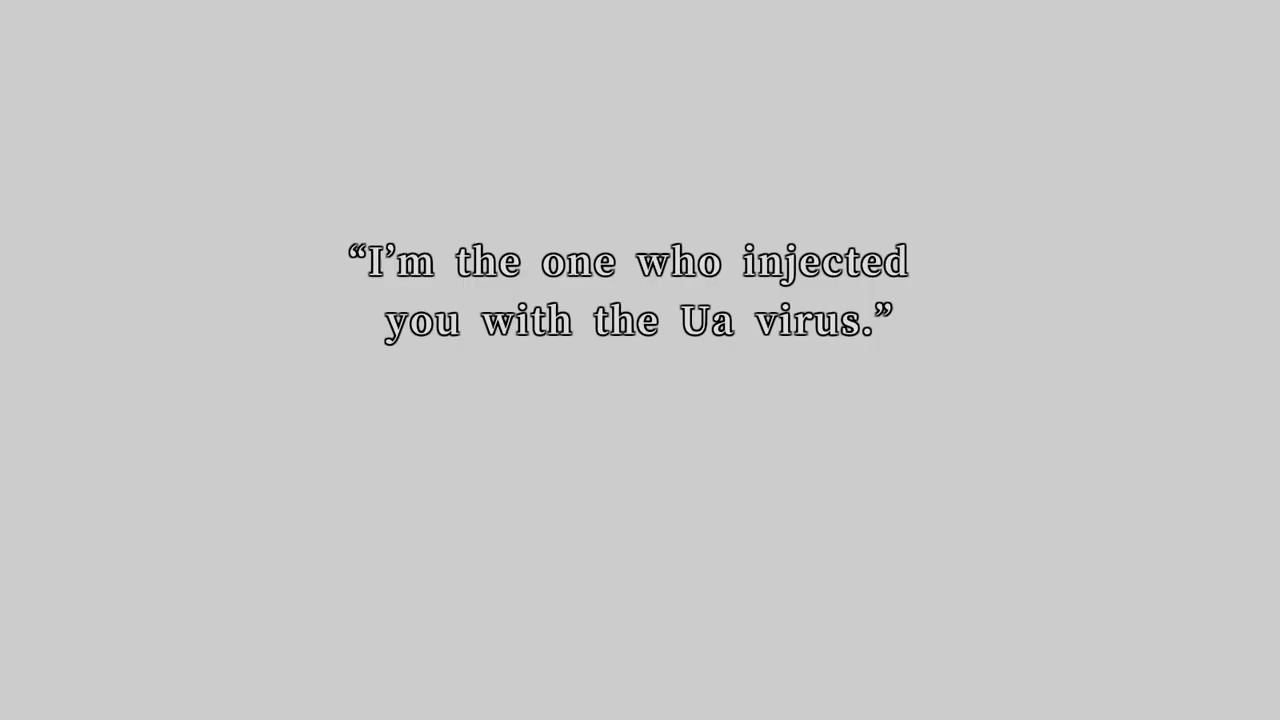 “I’m the one who injected
you with the Ua virus.”